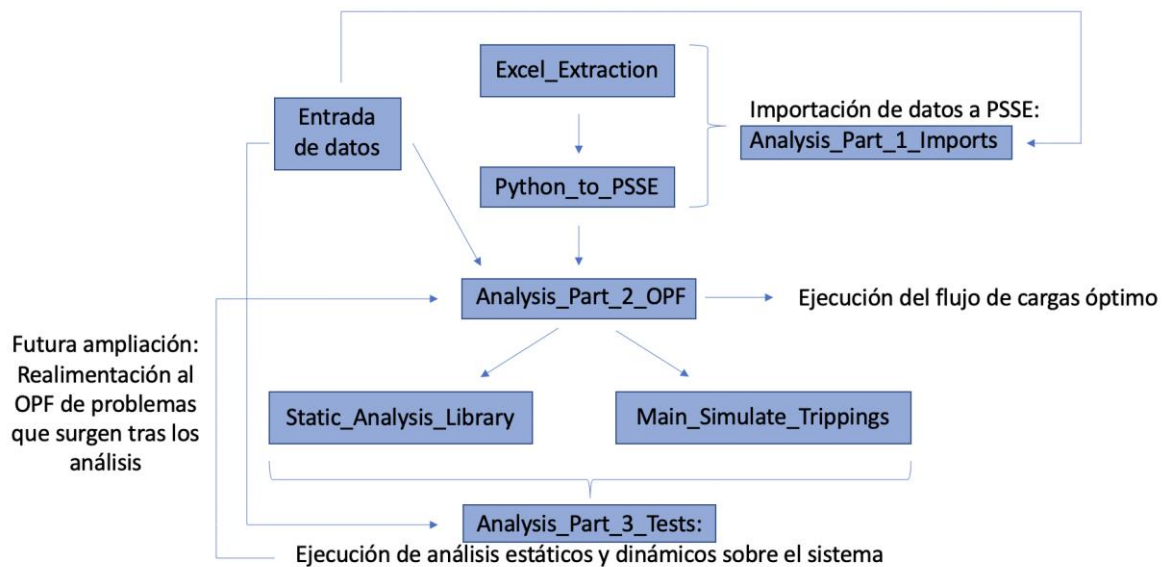 Excel_Extraction
Entrada
de datos
Importación de datos a PSSE:
Analysis_Part_1_Imports
Python_to_PSSE
Analysis_Part_2_OPF
Ejecución del flujo de cargas óptimo
Futura ampliación:
Realimentación al
OPF de problemas
que surgen tras los
análisis
Static_Analysis_Library
Main_Simulate_Trippings
Analysis_Part_3_Tests:
Ejecución de análisis estáticos y dinámicos sobre el sistema